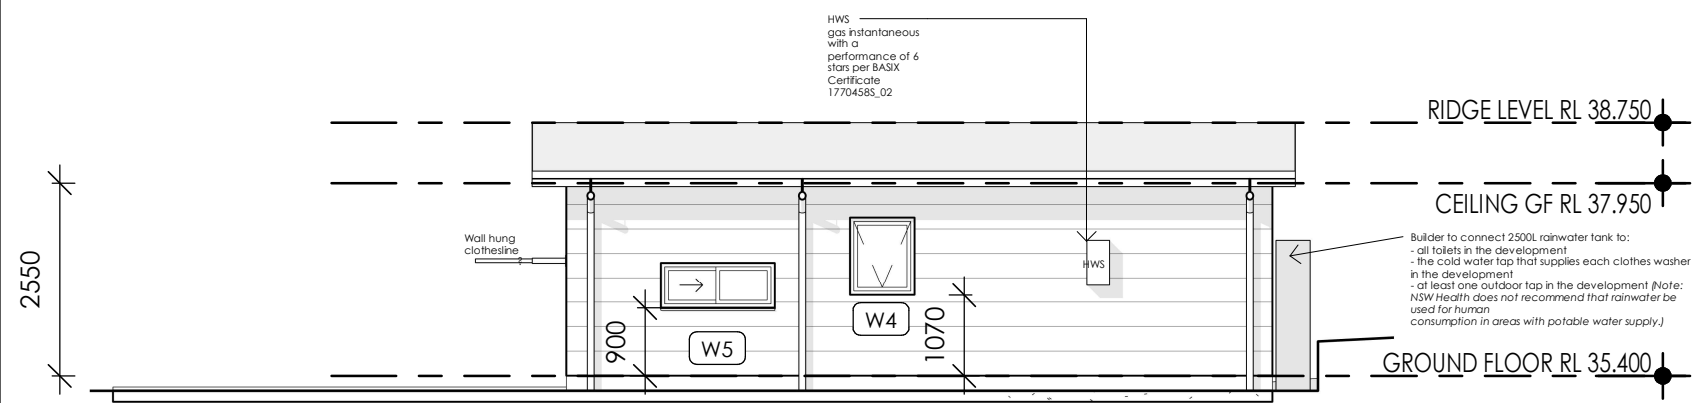 HWS
gas instantaneous
with a
performance of 6
stars per BASIX
Certificate
1770458S_02
RIDGE LEVEL RL 38.750
CEILING GF RL 37.950
Wall hung
clothesline
Builder to connect 2500L rainwater tank to:
- all toilets in the development
- the cold water tap that supplies each clothes washer
in the development
- at least one outdoor tap in the development (Note:
NSW Health does not recommend that rainwater be
used for human
consumption in areas with potable water supply.)
HWS
2550
900
W5
W4
1070
GROUND FLOOR RL 35.400